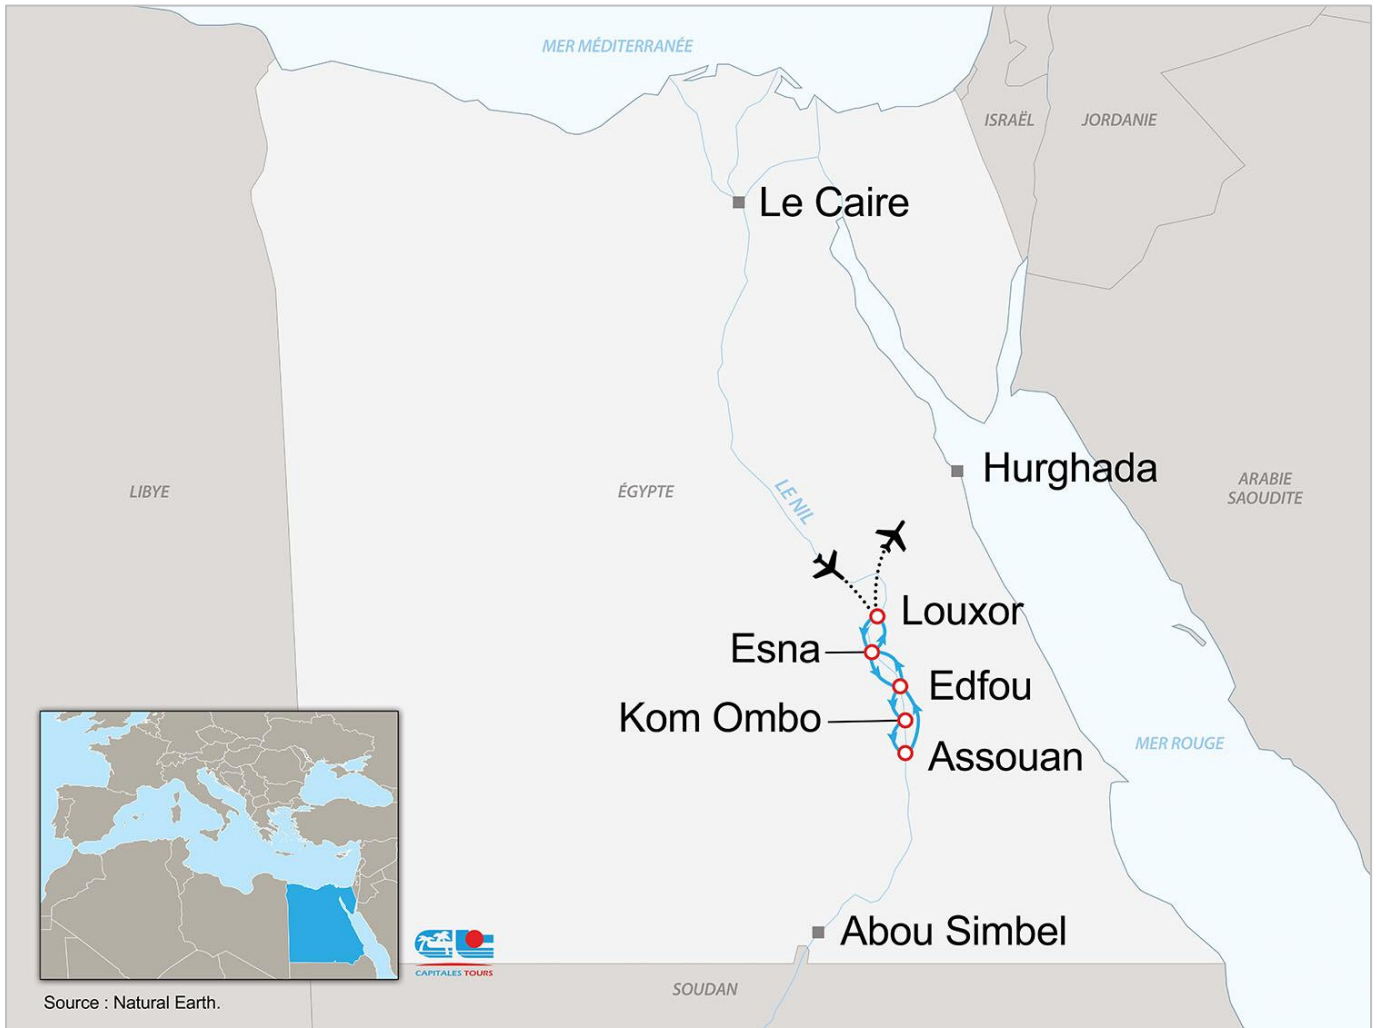 MER MÉDITERRANÉE
ISRAËL
JORDANIE
Le Caire
Hurghada
LIBYE
ÉGYPTE
LE NIL
ARABIE
SAOUDITE
Louxor
Esna
Edfou
Kom Ombo
Assouan
MER ROUGE
Abou Simbel
CAPITALES TOURS
SOUDAN
Source : Natural Earth.